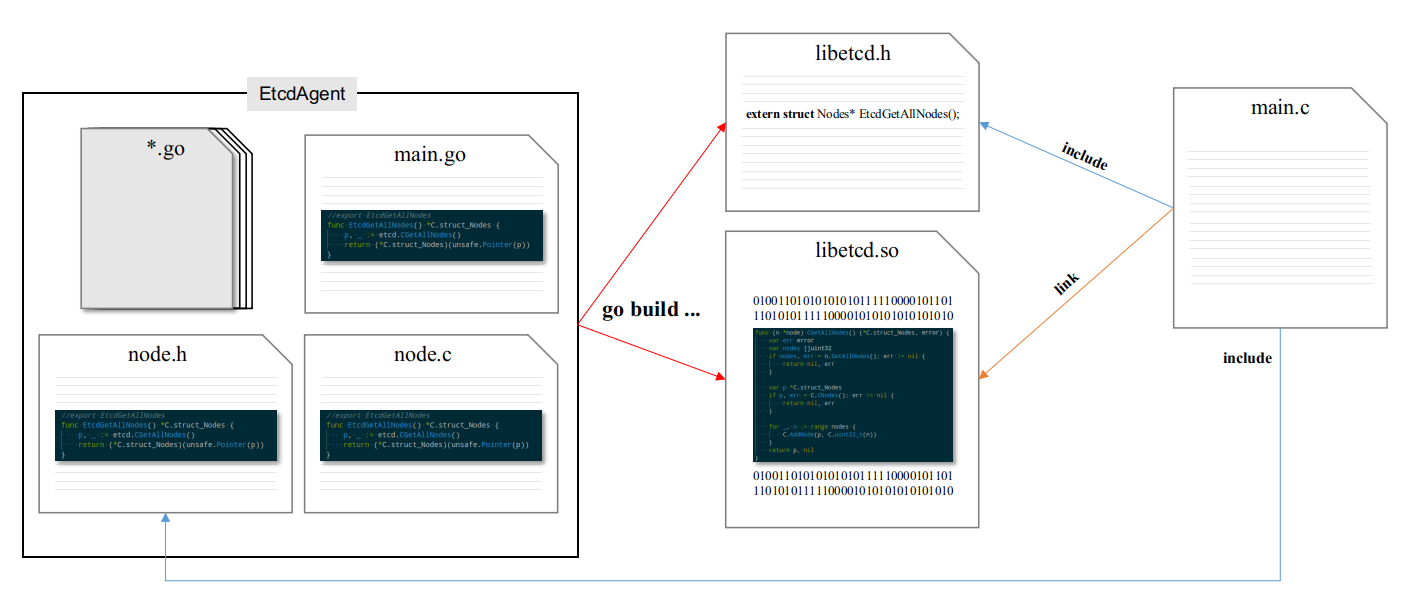 EtcdAgent
*.go
main.go
//export EtcdGetAllNodes
func EtcdGetAllNodes() *C.struct_Nodes {
p, _ := etcd.CGetAllNodes()
return (*C.struct_Nodes)(unsafe.Pointer(p))
}
node.h
//export EtcdGetAllNodes
func EtcdGetAllNodes() *C.struct_Nodes {
p, _ := etcd.CGetAllNodes()
return (*C.struct_Nodes)(unsafe.Pointer(p))
}
node.c
//export EtcdGetAllNodes
func EtcdGetAllNodes() *C.struct_Nodes {
p, _ := etcd.CGetAllNodes()
return (*C.struct_Nodes)(unsafe.Pointer(p))
}
go build ...
libetcd.h
extern struct Nodes* EtcdGetAllNodes();
libetcd.so
01001101010101010111110000101101
1101010111110000101010101010101010
func (n *node) CGetAllNodes() (*C.struct_Nodes, error) {
var err error
var nodes []uint32
if nodes, err = n.GetAllNodes(); err != nil {
return nil, err
}
var p *C.struct_Nodes
if p, err = C.CNodes(); err != nil {
return nil, err
}
for _, n := range nodes {
C.AddNode(p, C.uint32_t(n))
}
return p, nil
}
01001101010101010111110000101101
1101010111110000101010101010101010
include
link
main.c
include